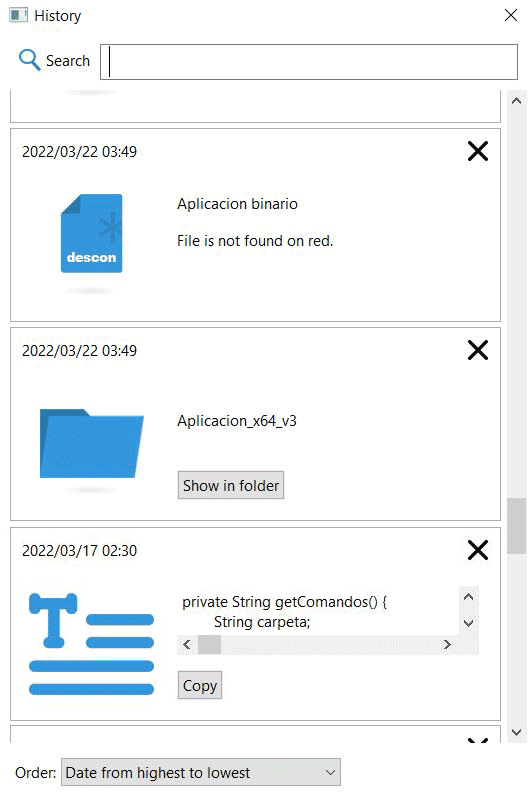 History
Search
2022/03/22 03:49
Aplicacion binario
File is not found on red.
descon
2022/03/22 03:49
Aplicacion_x64_v3
Show in folder
2022/03/17 02:30
private String getComandos() {
String carpeta;
Copy
Order: Date from highest to lowest